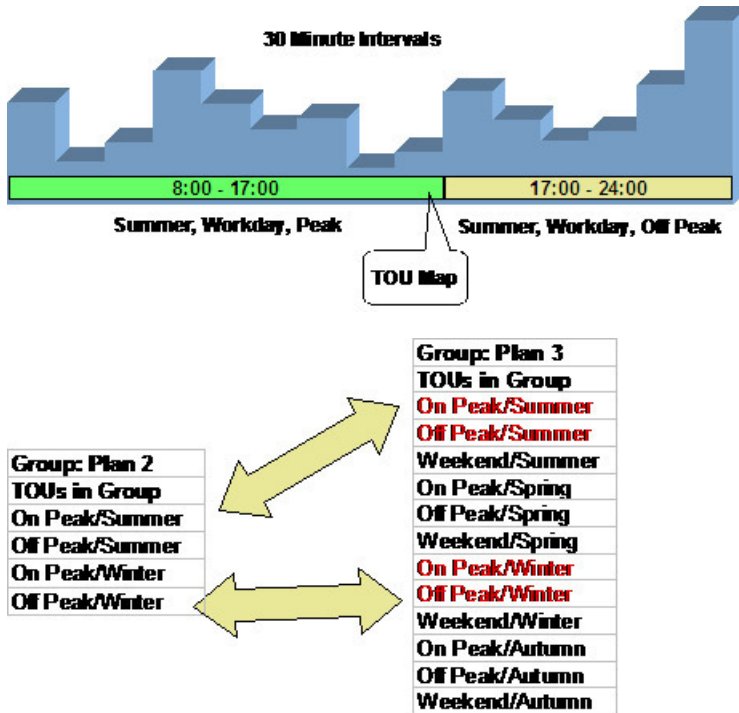 30 Minute Intervals
8:00 - 17:00
17:00 - 24:00
Summer, Workday, Peak
Summer, Workday, Off Peak
TOU Map
Group: Plan 2
TOUs in Group
On Peak/Summer
Off Peak/Summer
On Peak/Winter
Off Peak/Winter
Group: Plan 3
TOUs in Group
On Peak/Summer
Off Peak/Summer
Weekend/Summer
On Peak/Spring
Off Peak/Spring
Weekend/Spring
On Peak/Winter
Off Peak/Winter
Weekend/Winter
On Peak/Autumn
Off Peak/Autumn
Weekend/Autumn